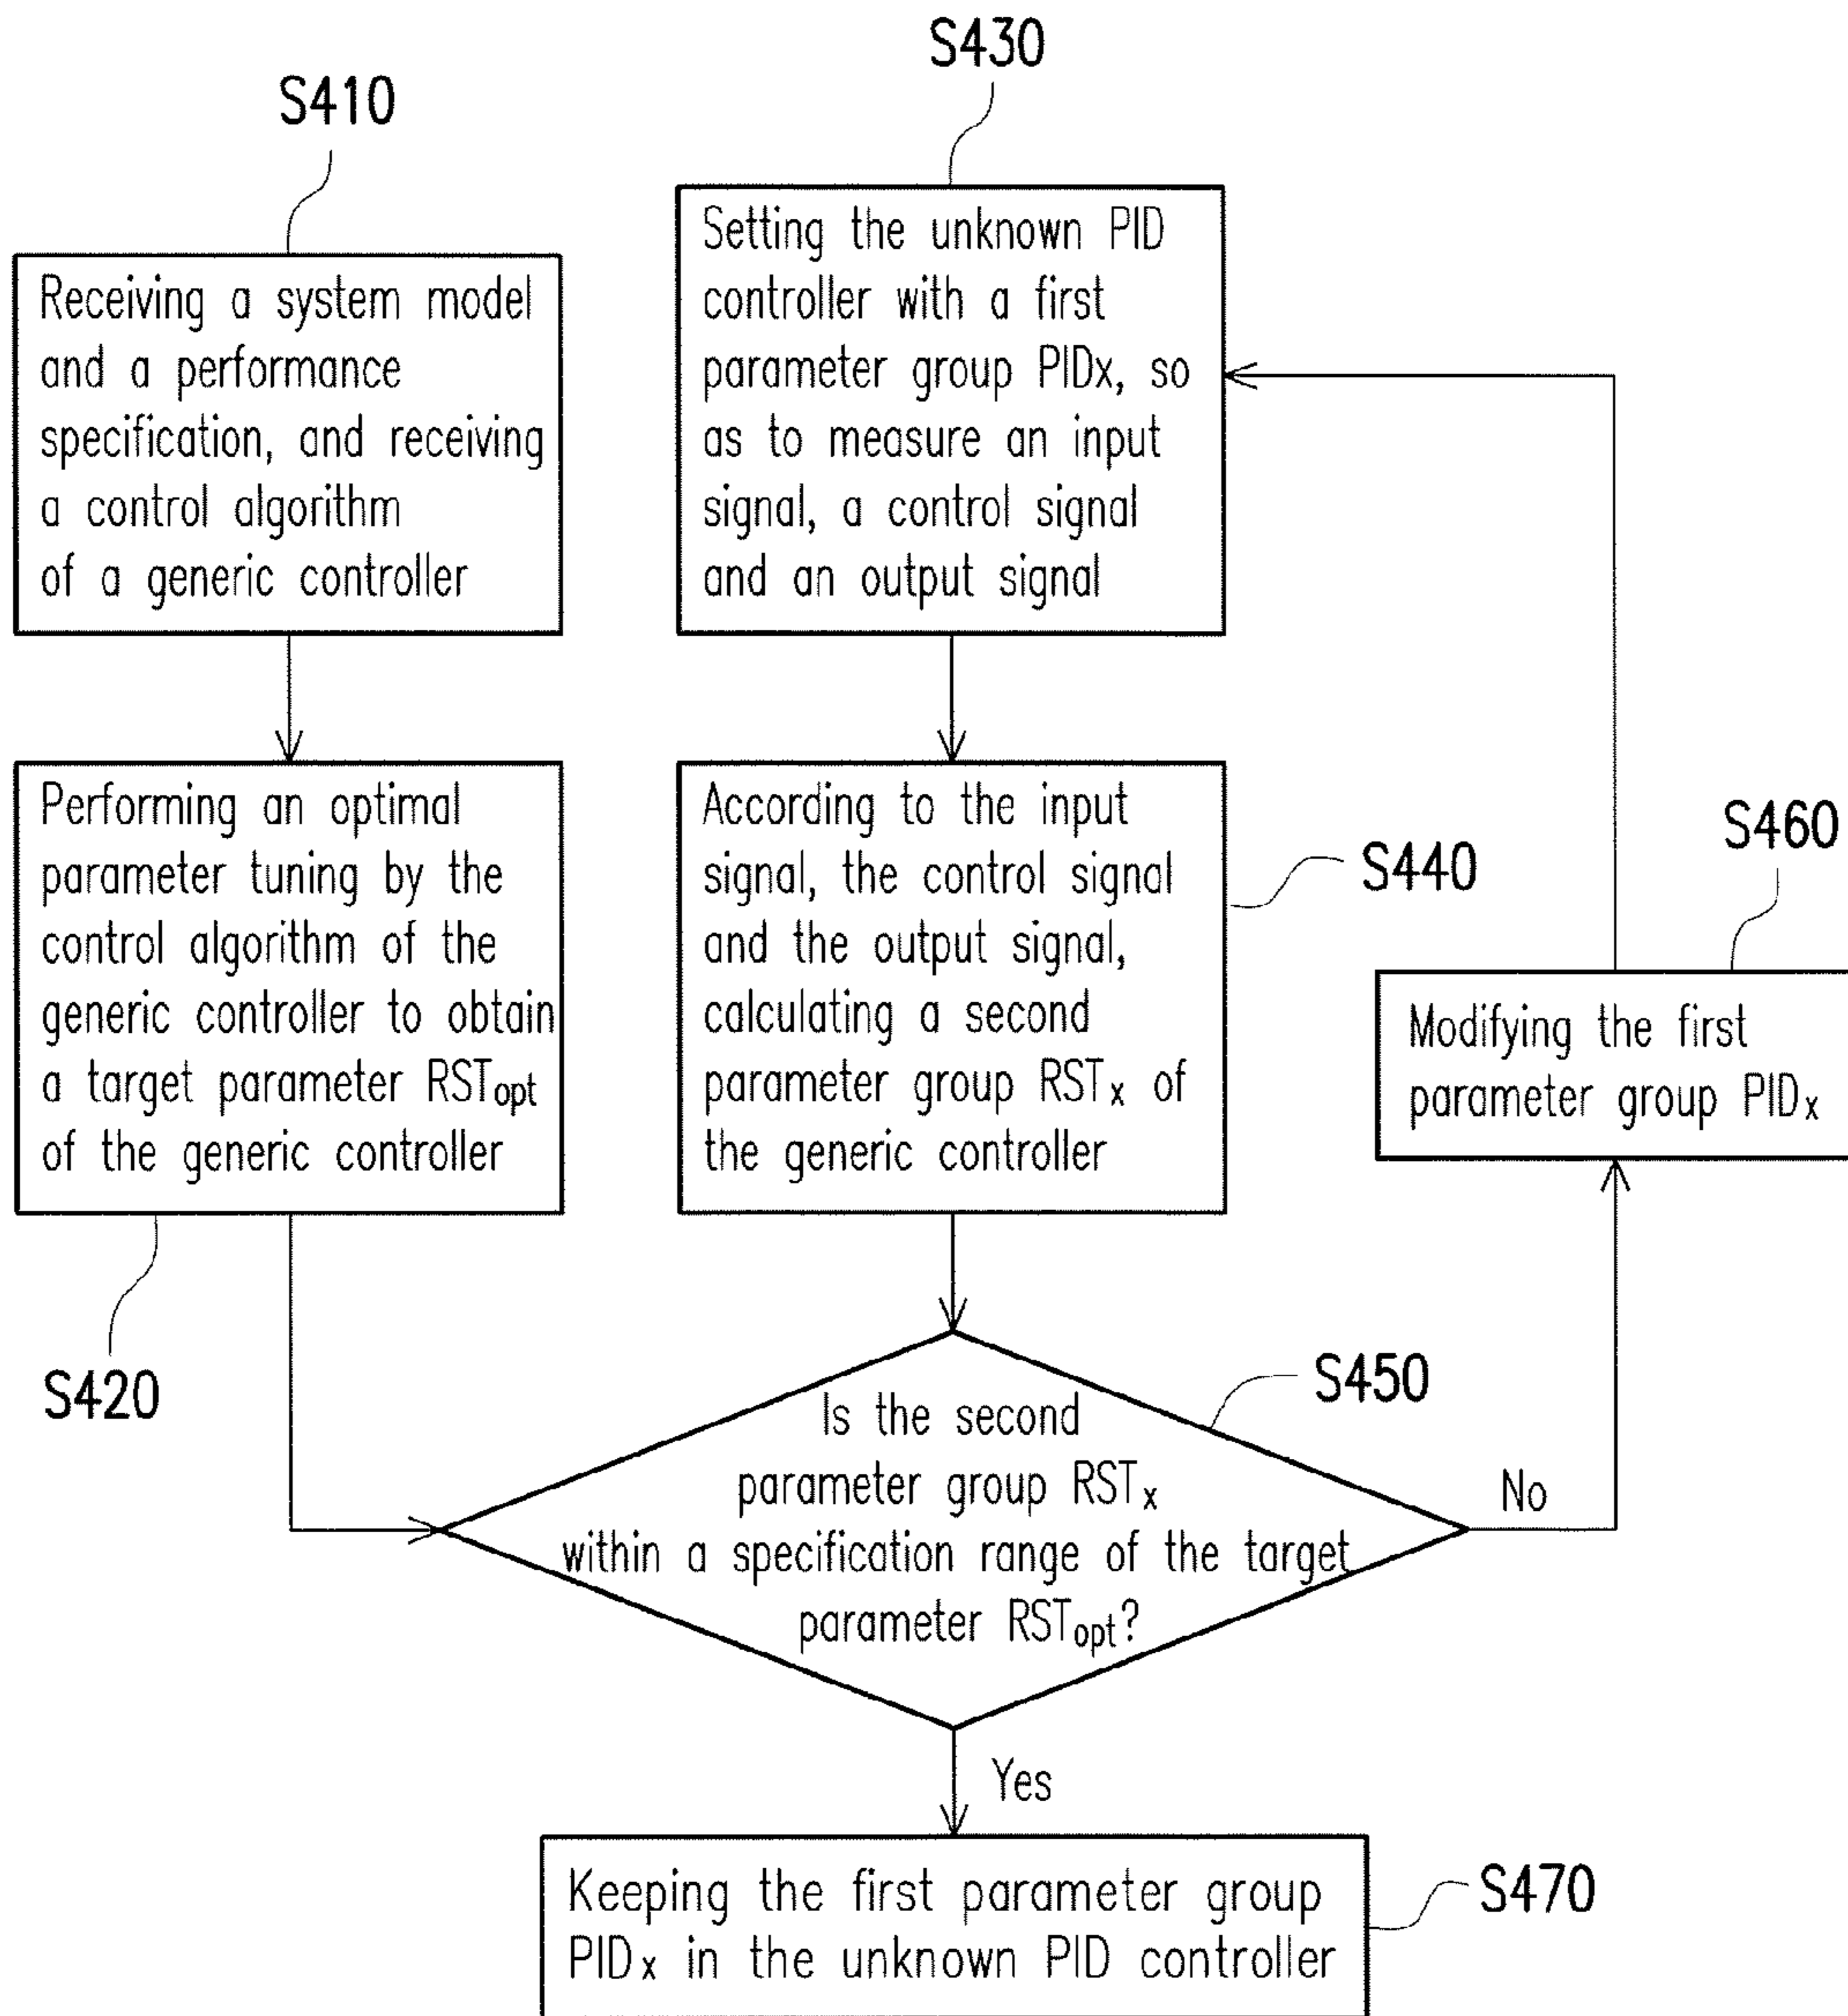 S410
Receiving a system model
and a performance
specification, and receiving
a control algorithm
of a generic controller
Performing an optimal
parameter tuning by the
control algorithm of the
generic controller to obtain
a target parameter RSTopt
of the generic controller
S420
S430
Setting the unknown PID
controller with a first
parameter group PIDx, so
as to measure an input
signal, a control signal
and an output signal
According to the input
signal, the control signal
and the output signal,
calculating a second
parameter group RSTx of
the generic controller
S440
S460
Modifying the first
parameter group PIDx
S450
Is the second
parameter group RSTx
within a specification range of the target
parameter RSTopt?
No
Yes
Keeping the first parameter group
PIDx in the unknown PID controller
S470